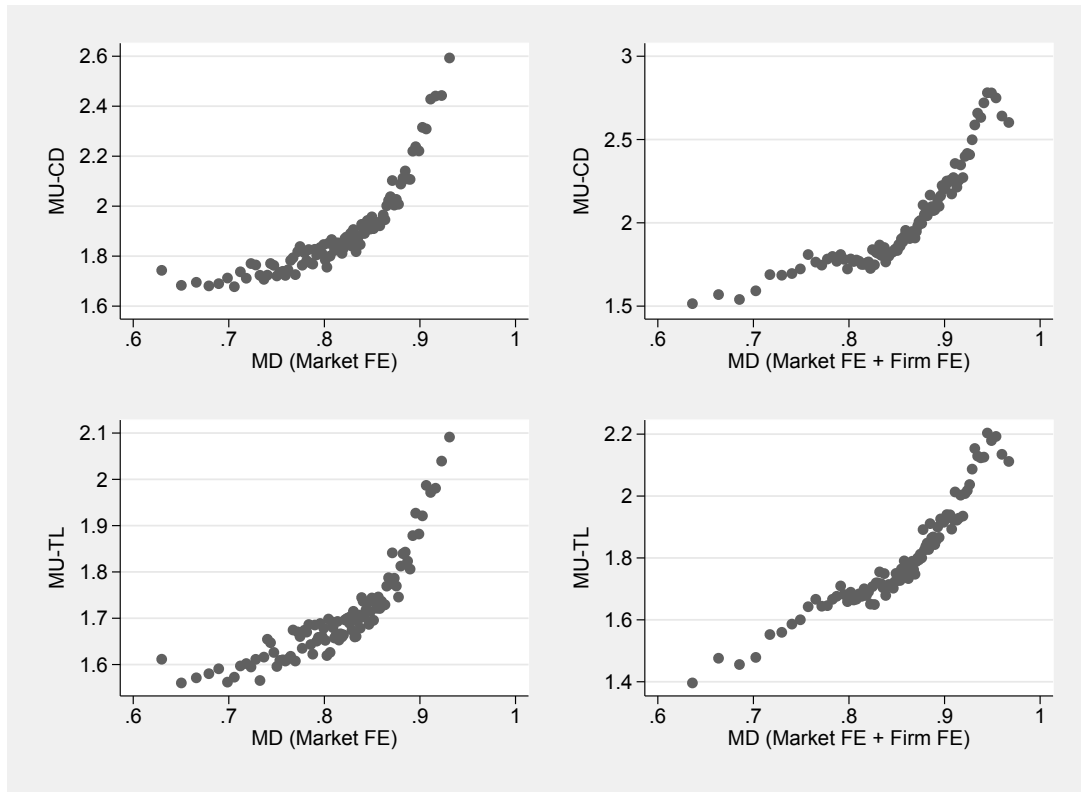 2.6
2.4
2.2
2
1.8
1.6
MU-CD
.6 .7 .8 .9 1
MD (Market FE)
3
2.5
2
1.5
MU-CD
.6 .7 .8 .9 1
MD (Market FE + Firm FE)
2.1
2
1.9
1.8
1.7
1.6
MU-TL
.6 .7 .8 .9 1
MD (Market FE)
2.2
2
1.8
1.6
1.4
MU-TL
.6 .7 .8 .9 1
MD (Market FE + Firm FE)